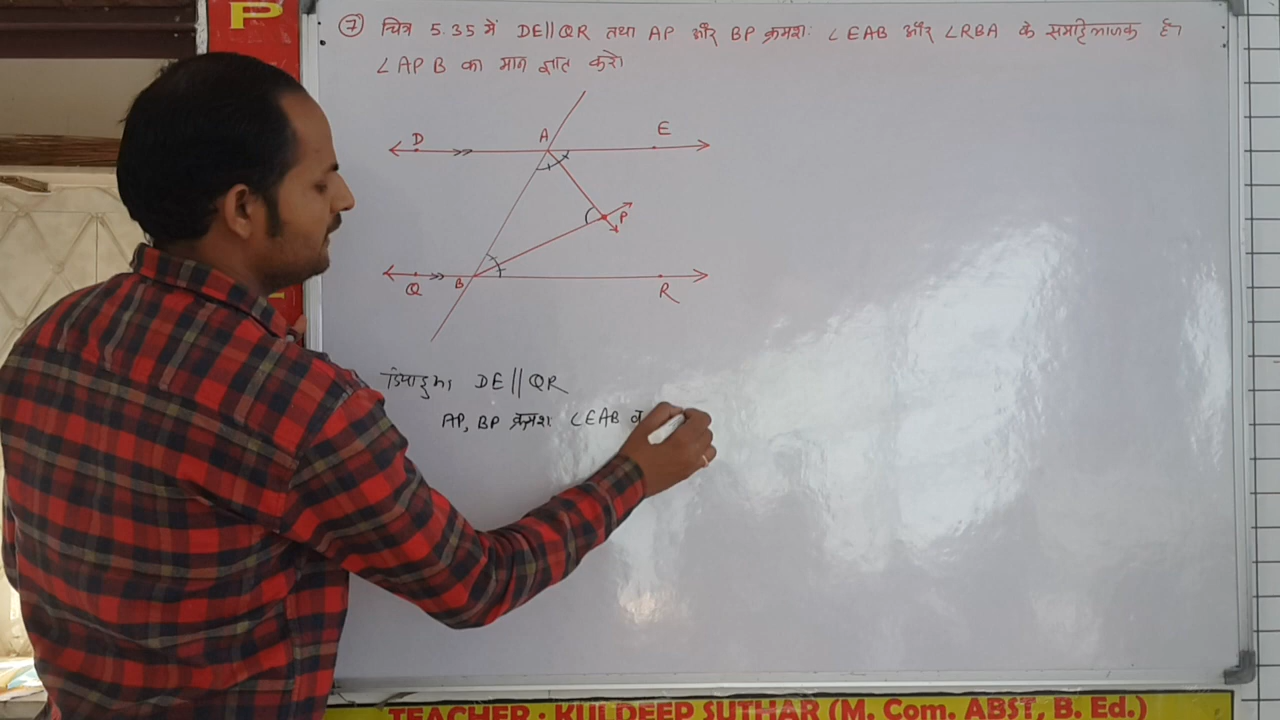 P
⑦ चित्र 5.35 में DE||QR तथा AP और BP क्रमशः ∠EAB और ∠RBA के समद्विभाजक है।
∠APB का मान ज्ञात करो
D A E
P
Q B R
दिया हुआ DE||QR
AP, BP क्रमशः ∠EAB व
TEACHER : KULDEEP SUTHAR (M. Com. ABST, B. Ed.)